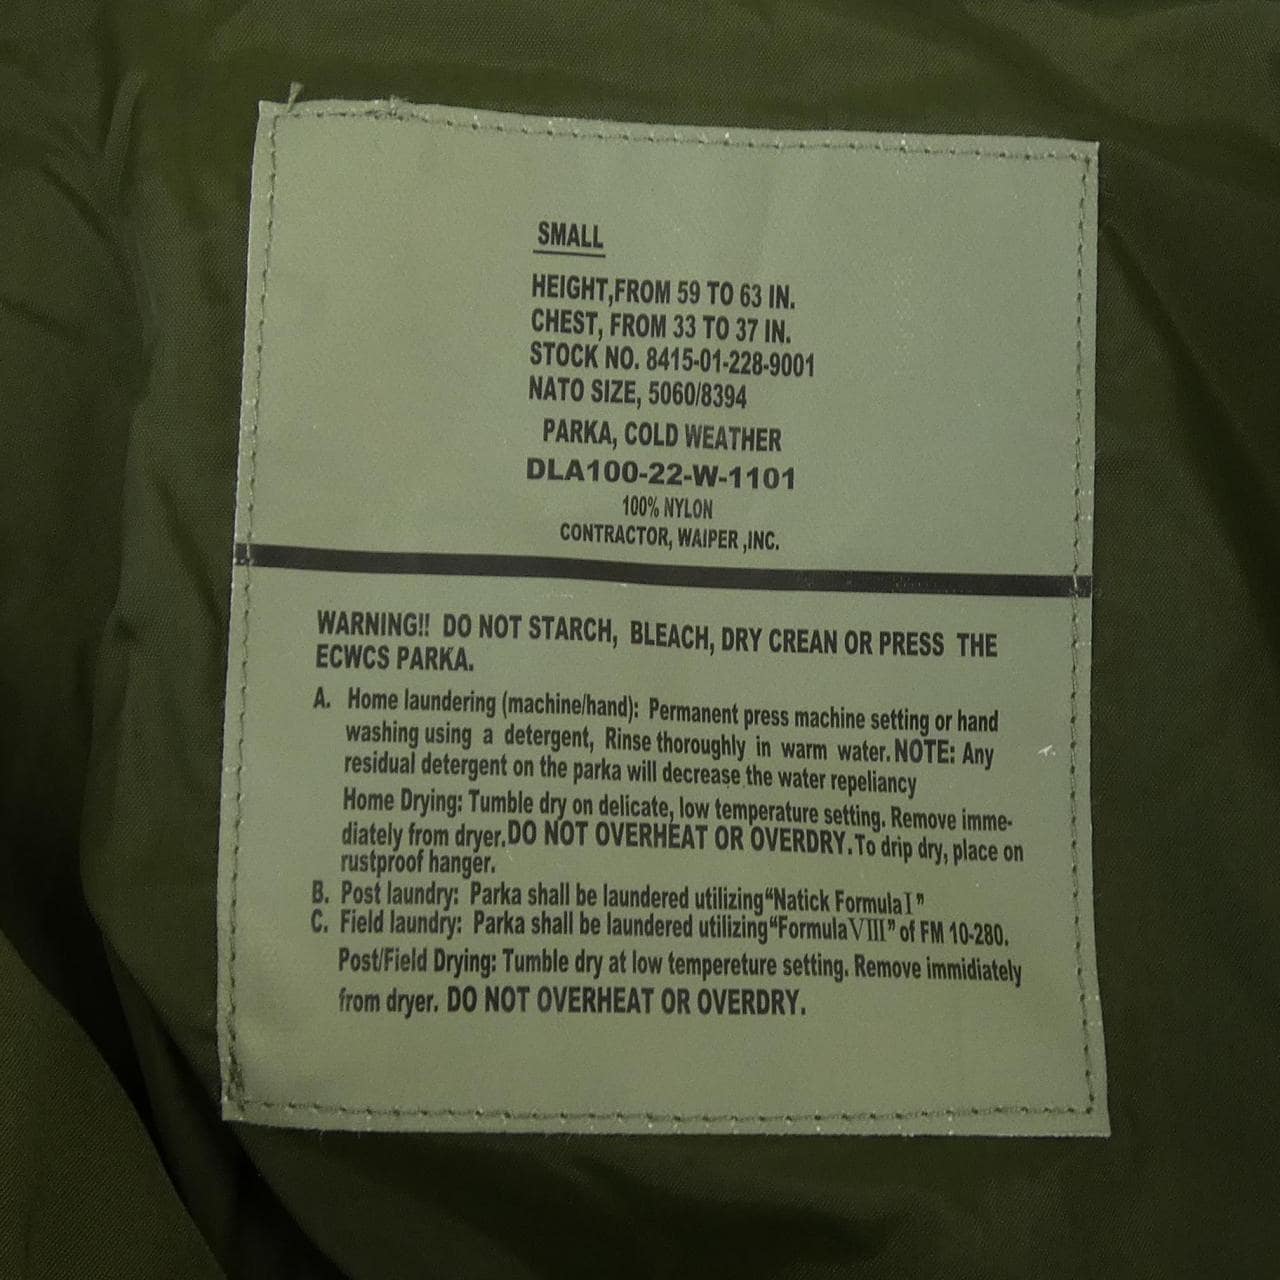 SMALL
HEIGHT,FROM 59 TO 63 IN.
CHEST, FROM 33 TO 37 IN.
STOCK NO. 8415-01-228-9001
NATO SIZE, 5060/8394
PARKA, COLD WEATHER
DLA100-22-W-1101
100% NYLON
CONTRACTOR, WAIPER ,INC.
WARNING!! DO NOT STARCH, BLEACH, DRY CREAN OR PRESS THE
ECWCS PARKA.
A. Home laundering (machine/hand): Permanent press machine setting or hand
washing using a detergent, Rinse thoroughly in warm water. NOTE: Any
residual detergent on the parka will decrease the water repeliancy
Home Drying: Tumble dry on delicate, low temperature setting. Remove imme-
diately from dryer. DO NOT OVERHEAT OR OVERDRY. To drip dry, place on
rustproof hanger.
B. Post laundry: Parka shall be laundered utilizing "Natick Formula I"
C. Field laundry: Parka shall be laundered utilizing "Formula VIII" of FM 10-280.
Post/Field Drying: Tumble dry at low tempereture setting. Remove immidiately
from dryer. DO NOT OVERHEAT OR OVERDRY.